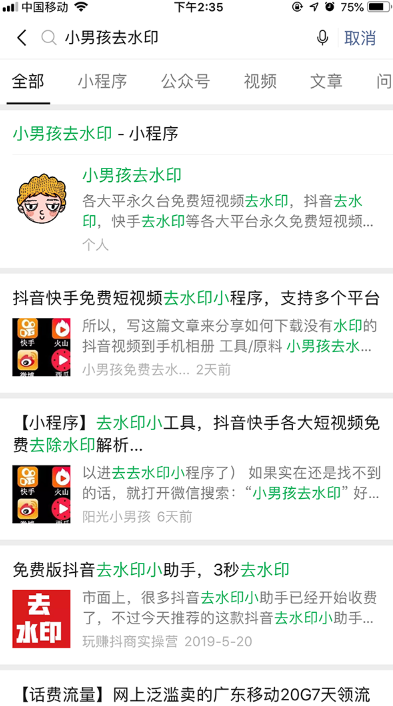 中国移动 下午2:35 75%
小男孩去水印 取消
全部 小程序 公众号 视频 文章 问
小男孩去水印 - 小程序
小男孩去水印
各大平永久台免费短视频去水印，抖音去水
印，快手去水印等各大平台永久免费短视频...
个人
抖音快手免费短视频去水印小程序，支持多个平台
所以，写这篇文章来分享如何下载没有水印的
抖音视频到手机相册 工具/原料 小男孩去水...
快手 火山
小男孩免费去水... 2天前
【小程序】去水印小工具，抖音快手各大短视频免
费去除水印解析...
以进去去水印小程序了） 如果实在还是找不到
的话，就打开微信搜索：“小男孩去水印” 好...
快手 火山
阳光小男孩 6天前
免费版抖音去水印小助手，3秒去水印
去
水印
市面上，很多抖音去水印小助手已经开始收费
了，不过今天推荐的这款抖音去水印小助手...
玩赚抖商实操营 2019-5-20
【话费流量】网上泛滥卖的广东移动20G7天领流